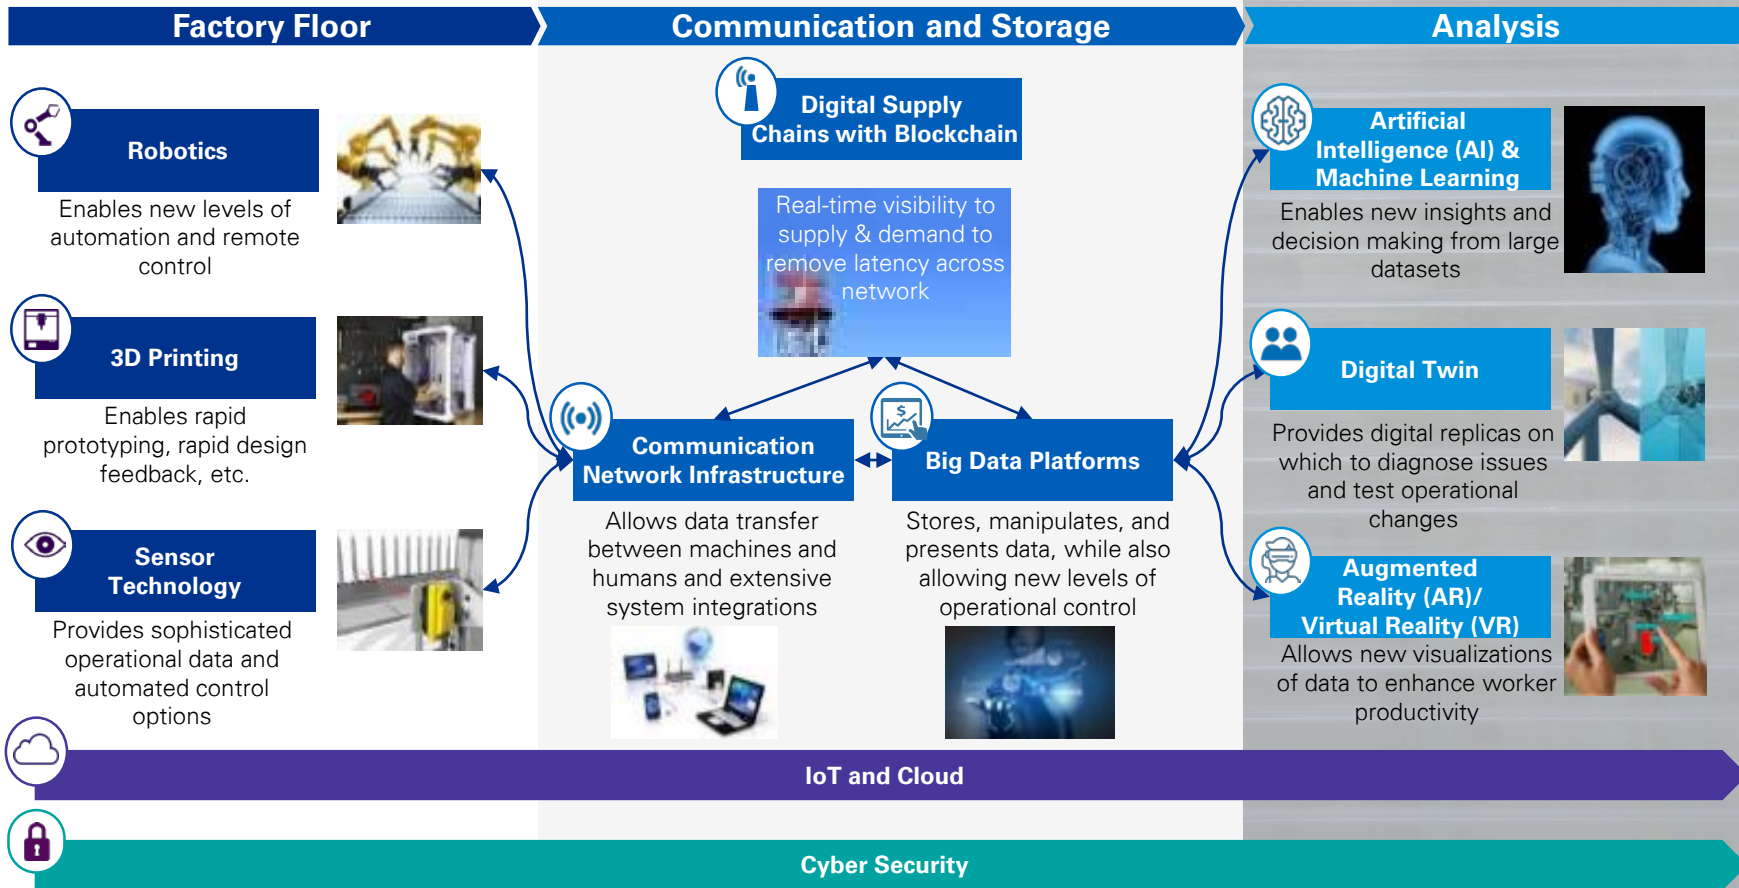 Factory Floor
Communication and Storage
Analysis
Robotics
Enables new levels of
automation and remote
control
3D Printing
Enables rapid
prototyping, rapid design
feedback, etc.
Sensor
Technology
Provides sophisticated
operational data and
automated control
options
Digital Supply
Chains with Blockchain
Real-time visibility to
supply & demand to
remove latency across
network
Communication
Network Infrastructure
Allows data transfer
between machines and
humans and extensive
system integrations
$
Big Data Platforms
Stores, manipulates, and
presents data, while also
allowing new levels of
operational control
Artificial
Intelligence (AI) &
Machine Learning
Enables new insights and
decision making from large
datasets
Digital Twin
Provides digital replicas on
which to diagnose issues
and test operational
changes
Augmented
Reality (AR)/
Virtual Reality (VR)
Allows new visualizations
of data to enhance worker
productivity
IoT and Cloud
Cyber Security